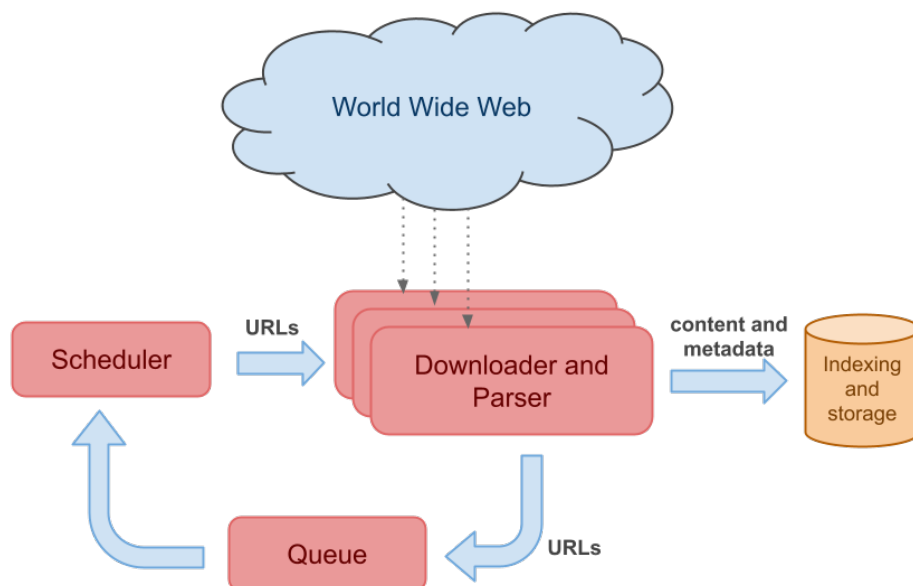 World Wide Web
URLs
content and
metadata
Scheduler
Downloader and
Parser
Indexing
and
storage
Queue
URLs